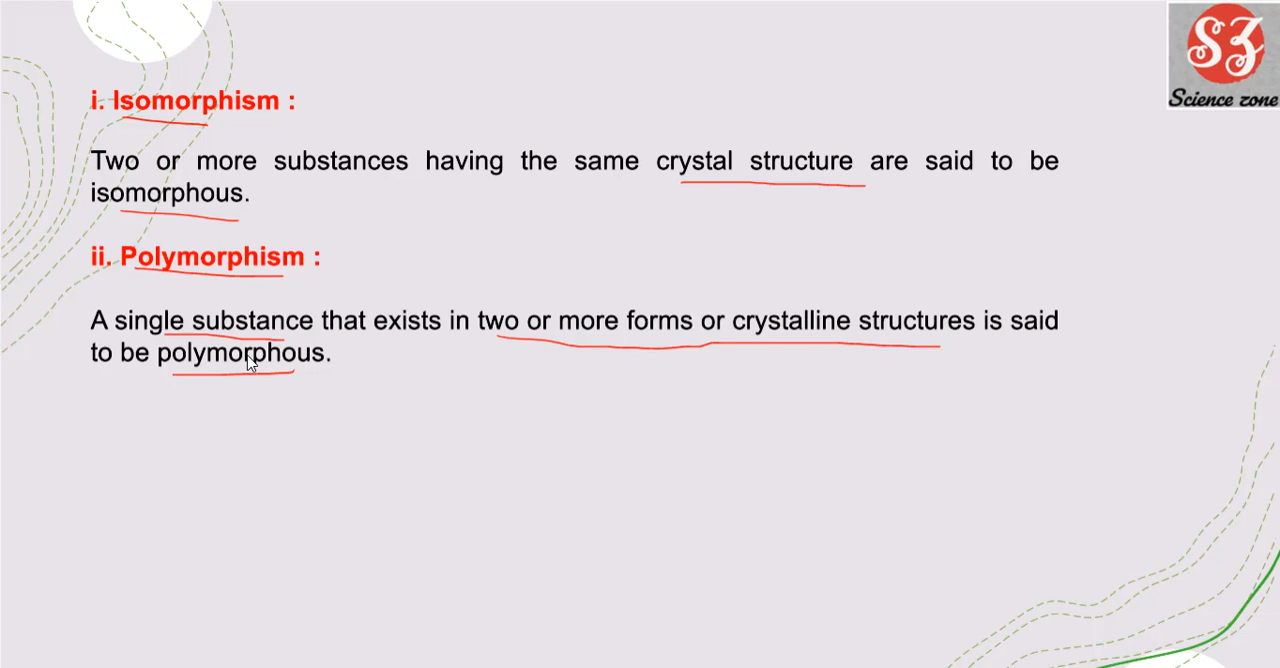 SZ
Science zone
i. Isomorphism :
Two or more substances having the same crystal structure are said to be
isomorphous.
ii. Polymorphism :
A single substance that exists in two or more forms or crystalline structures is said
to be polymorphous.